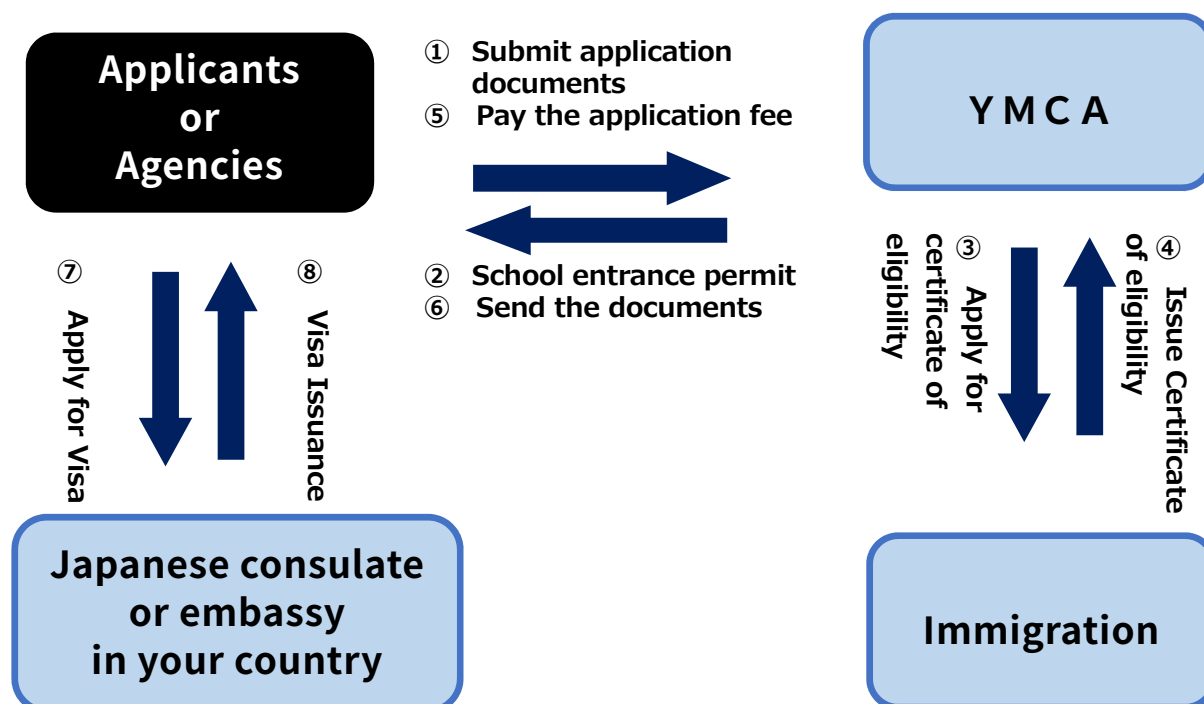 Applicants
or
Agencies
① Submit application
documents
⑤ Pay the application fee
YMCA
② School entrance permit
⑥ Send the documents
⑦ Apply for Visa
⑧ Visa Issuance
③ Apply for
certificate of
eligibility
④ Issue Certificate
of eligibility
Japanese consulate
or embassy
in your country
Immigration